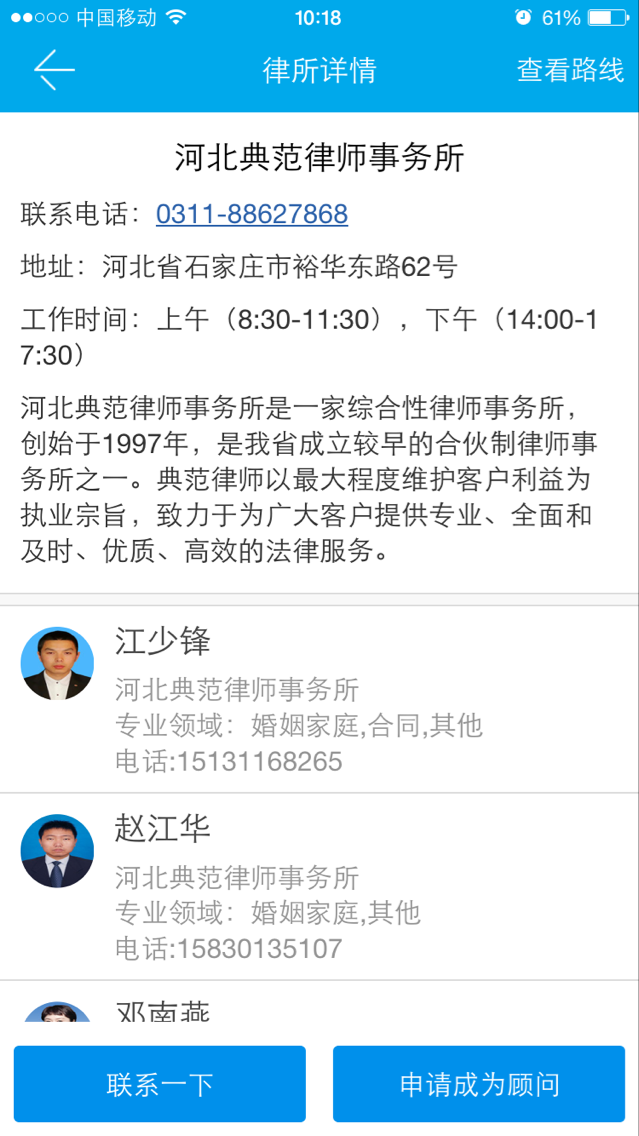 中国移动 10:18 61%
律所详情 查看路线
河北典范律师事务所
联系电话：0311-88627868
地址：河北省石家庄市裕华东路62号
工作时间：上午（8:30-11:30），下午（14:00-1
7:30）
河北典范律师事务所是一家综合性律师事务所，
创始于1997年，是我省成立较早的合伙制律师事
务所之一。典范律师以最大程度维护客户利益为
执业宗旨，致力于为广大客户提供专业、全面和
及时、优质、高效的法律服务。
江少锋
河北典范律师事务所
专业领域：婚姻家庭,合同,其他
电话:15131168265
赵江华
河北典范律师事务所
专业领域：婚姻家庭,其他
电话:15830135107
邓南燕
联系一下 申请成为顾问